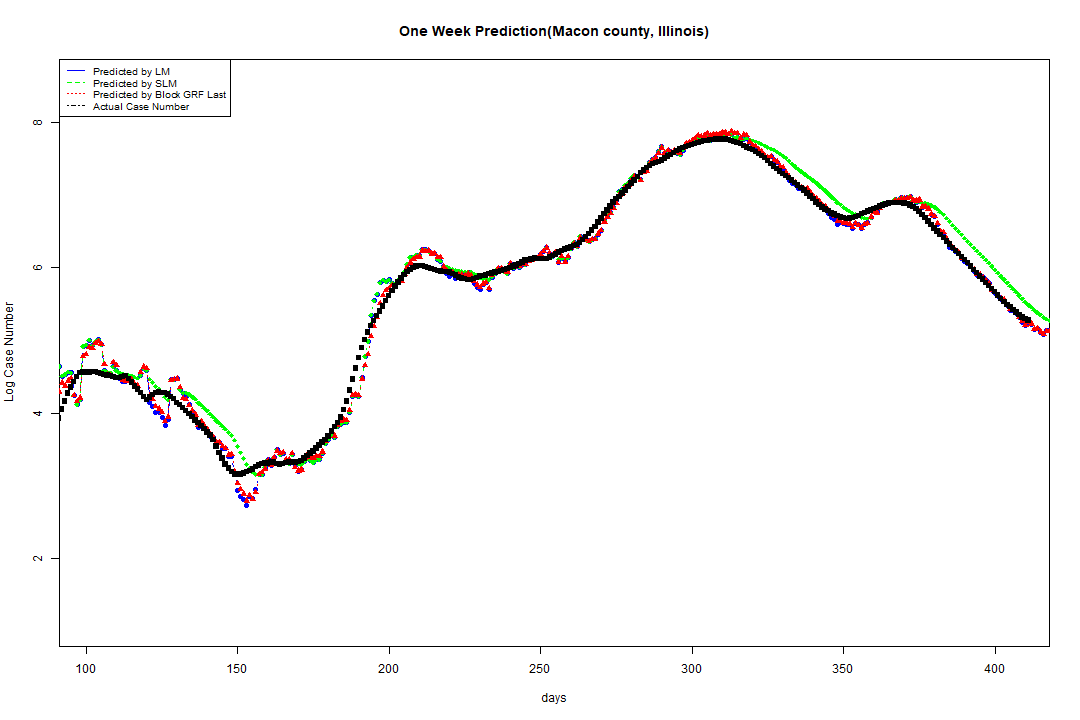 One Week Prediction(Macon county, Illinois)
Predicted by LM
Predicted by SLM
Predicted by Block GRF Last
Actual Case Number
8
6
4
2
Log Case Number
100 150 200 250 300 350 400
days